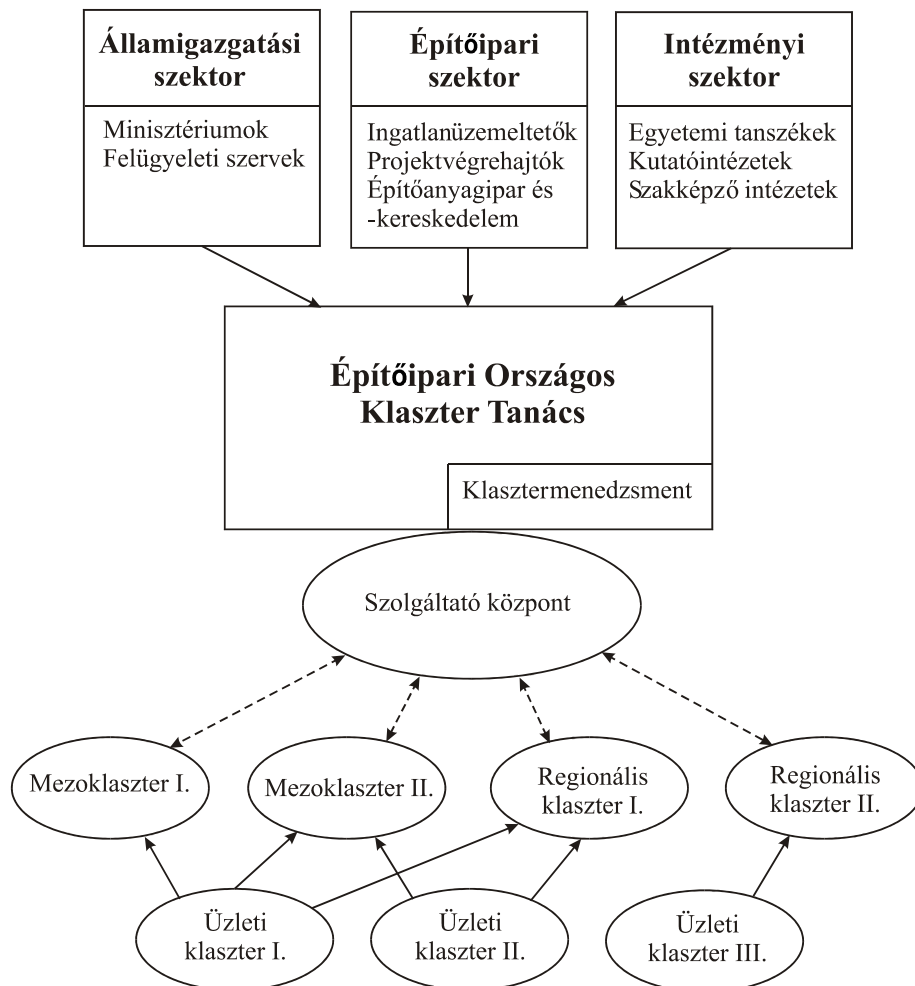 Államigazgatási
szektor
Minisztériumok
Felügyeleti szervek
Építőipari
szektor
Ingatlanüzemeltetők
Projektvégrehajtók
Építőanyagipar és
-kereskedelem
Intézményi
szektor
Egyetemi tanszékek
Kutatóintézetek
Szakképző intézetek
Építőipari Országos
Klaszter Tanács
Klasztermenedzsment
Szolgáltató központ
Mezoklaszter I.
Mezoklaszter II.
Regionális
klaszter I.
Regionális
klaszter II.
Üzleti
klaszter I.
Üzleti
klaszter II.
Üzleti
klaszter III.